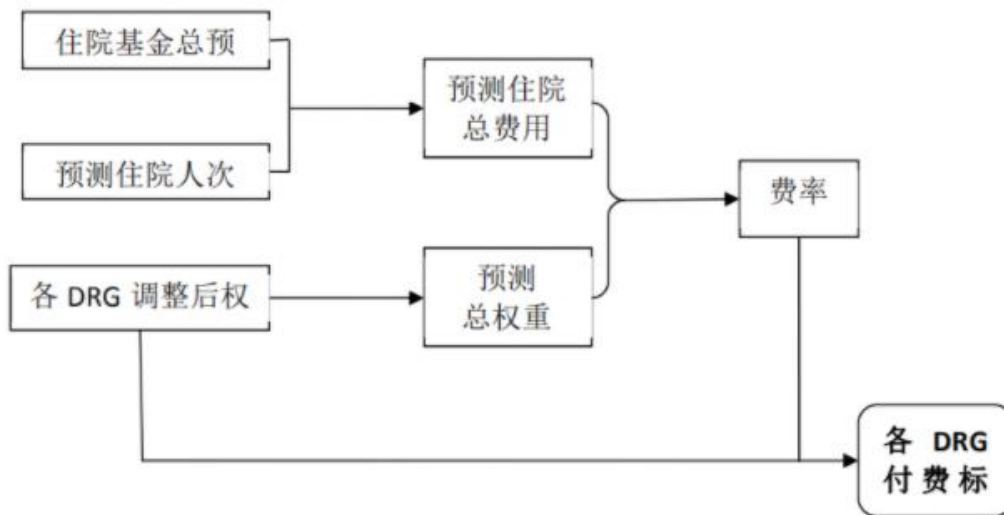 住院基金总预
预测住院人次
预测住院
总费用
费率
各 DRG 调整后权
预测
总权重
各 DRG
付费标